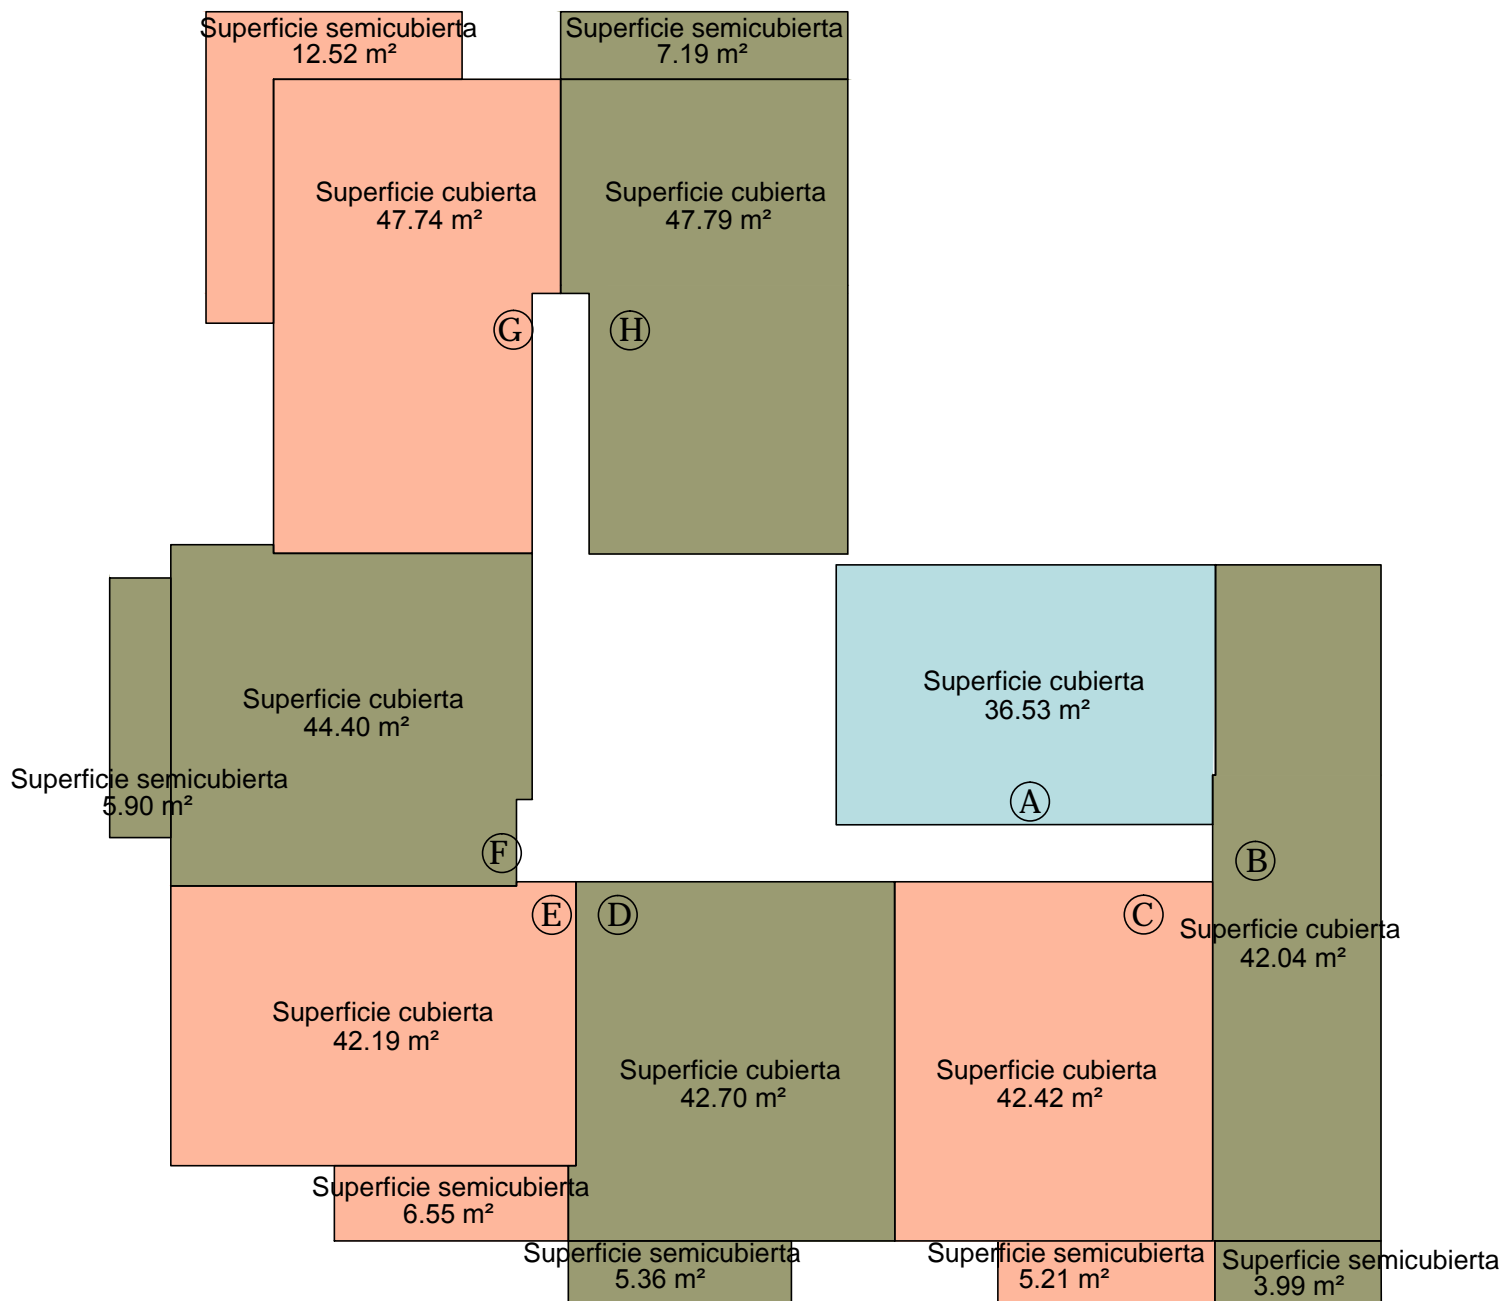 Superficie semicubierta
12.52 m²
Superficie semicubierta
7.19 m²
Superficie cubierta
47.74 m²
Superficie cubierta
47.79 m²
G
H
Superficie cubierta
44.40 m²
Superficie cubierta
36.53 m²
Superficie semicubierta
5.90 m²
A
F
B
E
D
C
Superficie cubierta
42.04 m²
Superficie cubierta
42.19 m²
Superficie cubierta
42.70 m²
Superficie cubierta
42.42 m²
Superficie semicubierta
6.55 m²
Superficie semicubierta
5.36 m²
Superficie semicubierta
5.21 m²
Superficie semicubierta
3.99 m²